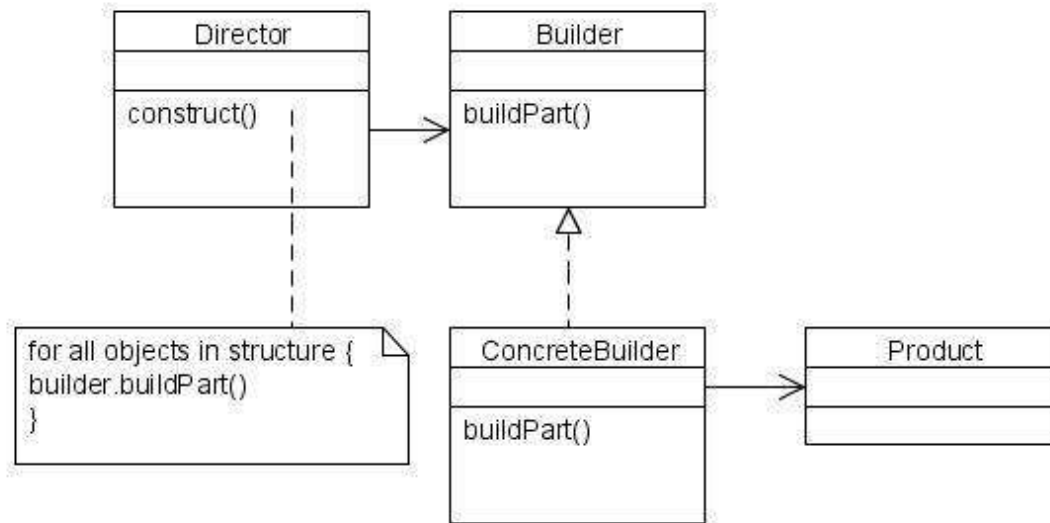 Director
construct()
Builder
buildPart()
for all objects in structure {
builder.buildPart()
}
ConcreteBuilder
buildPart()
Product